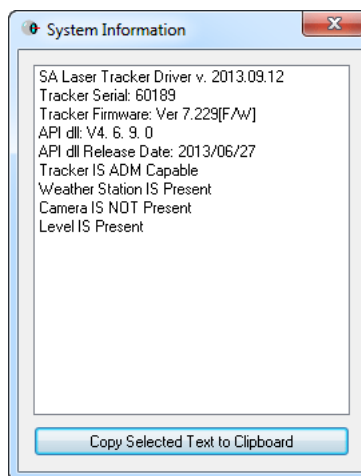 System Information
SA Laser Tracker Driver v. 2013.09.12
Tracker Serial: 60189
Tracker Firmware: Ver 7.229[F/W]
API dll: V4. 6. 9. 0
API dll Release Date: 2013/06/27
Tracker IS ADM Capable
Weather Station IS Present
Camera IS NOT Present
Level IS Present
Copy Selected Text to Clipboard